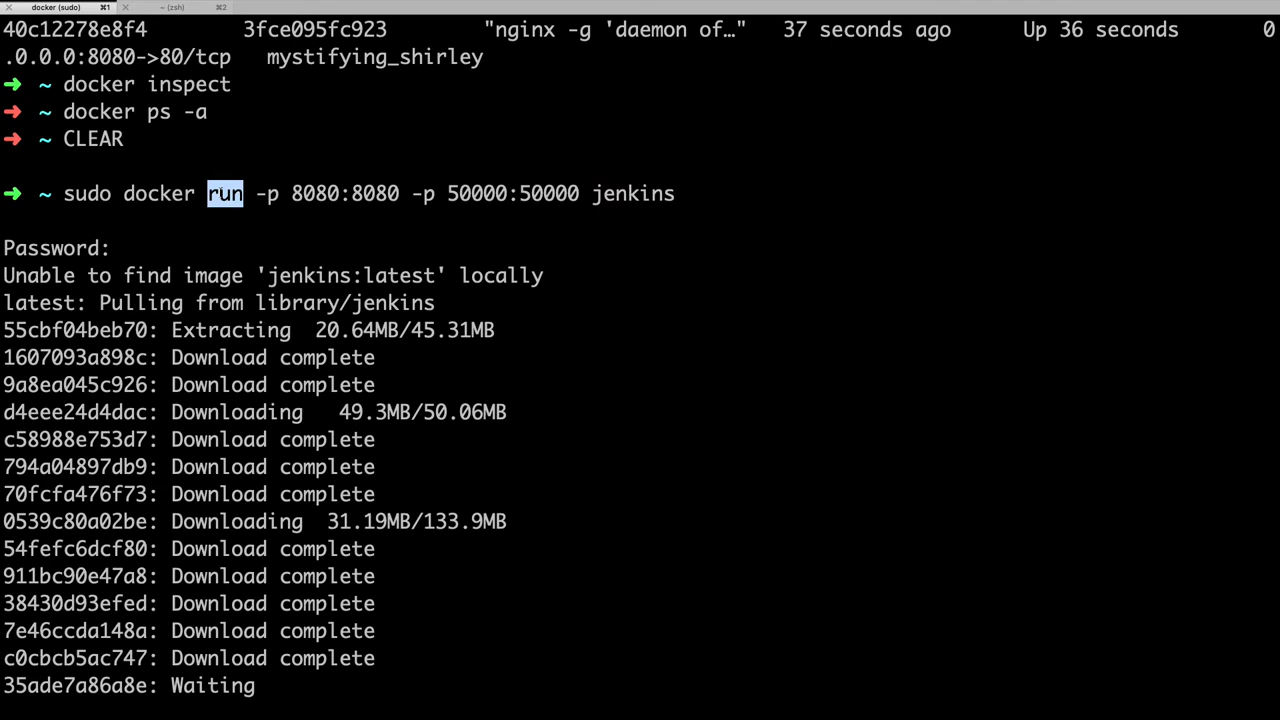 docker (sudo) ⌘1 ~ (zsh) ⌘2
40c12278e8f4 3fce095fc923 "nginx -g 'daemon of…" 37 seconds ago Up 36 seconds 0
.0.0.0:8080->80/tcp mystifying_shirley
➜ ~ docker inspect
➜ ~ docker ps -a
➜ ~ CLEAR
➜ ~ sudo docker run -p 8080:8080 -p 50000:50000 jenkins
Password:
Unable to find image 'jenkins:latest' locally
latest: Pulling from library/jenkins
55cbf04beb70: Extracting 20.64MB/45.31MB
1607093a898c: Download complete
9a8ea045c926: Download complete
d4eee24d4dac: Downloading 49.3MB/50.06MB
c58988e753d7: Download complete
794a04897db9: Download complete
70fcfa476f73: Download complete
0539c80a02be: Downloading 31.19MB/133.9MB
54fefc6dcf80: Download complete
911bc90e47a8: Download complete
38430d93efed: Download complete
7e46ccda148a: Download complete
c0cbcb5ac747: Download complete
35ade7a86a8e: Waiting